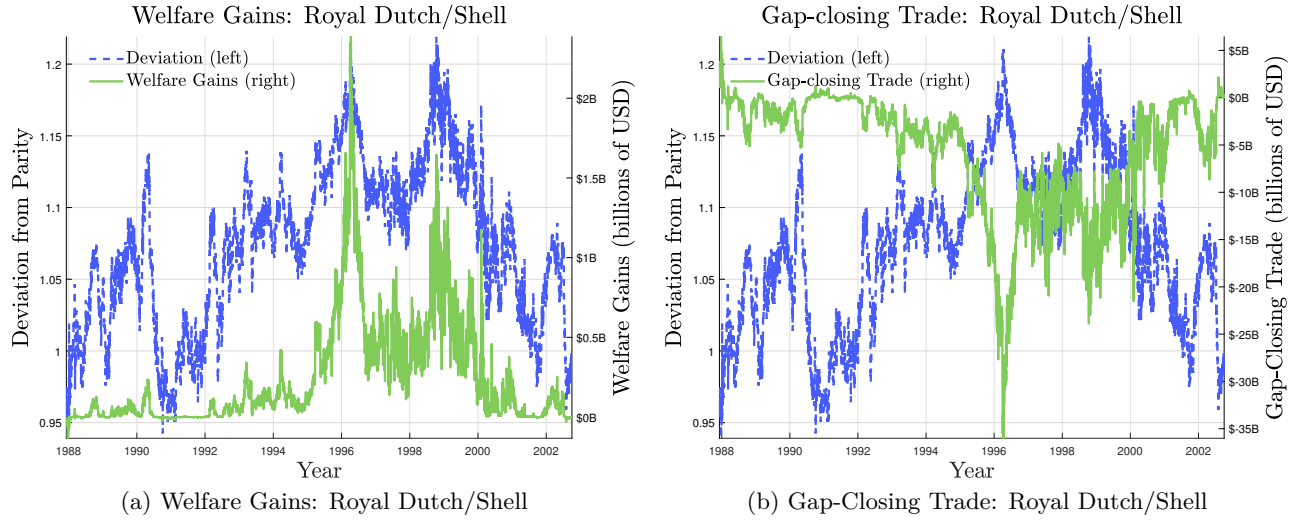 Welfare Gains: Royal Dutch/Shell
Deviation (left)
Welfare Gains (right)
1.2
1.15
1.1
1.05
1
0.95
Deviation from Parity
$2B
$1.5B
$1B
$0.5B
$0B
Welfare Gains (billions of USD)
1988 1990 1992 1994 1996 1998 2000 2002
Year
(a) Welfare Gains: Royal Dutch/Shell
Gap-closing Trade: Royal Dutch/Shell
Deviation (left)
Gap-closing Trade (right)
1.2
1.15
1.1
1.05
1
0.95
Deviation from Parity
$5B
$0B
$-5B
$-10B
$-15B
$-20B
$-25B
$-30B
$-35B
Gap-Closing Trade (billions of USD)
1988 1990 1992 1994 1996 1998 2000 2002
Year
(b) Gap-Closing Trade: Royal Dutch/Shell